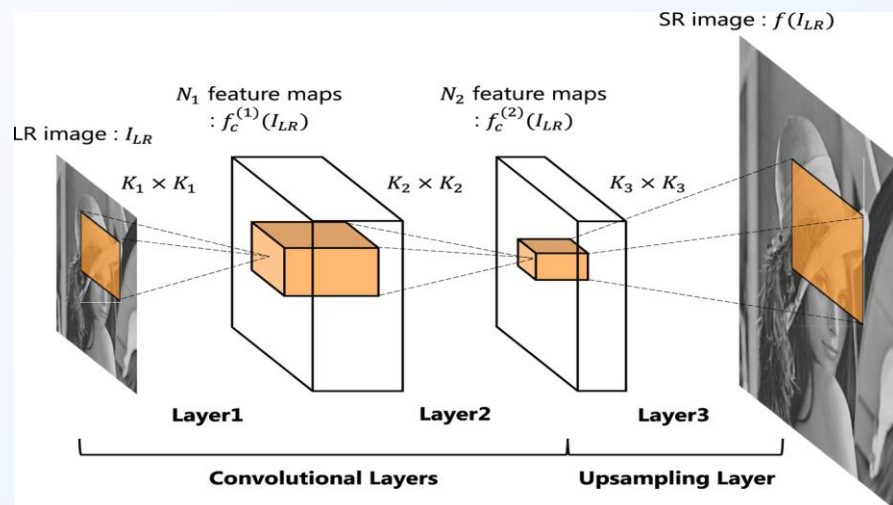 SR image : f(I_LR)
N_1 feature maps
: f_c^(1)(I_LR)
N_2 feature maps
: f_c^(2)(I_LR)
LR image : I_LR
K_1 × K_1
K_2 × K_2
K_3 × K_3
Layer1
Layer2
Layer3
Convolutional Layers
Upsampling Layer